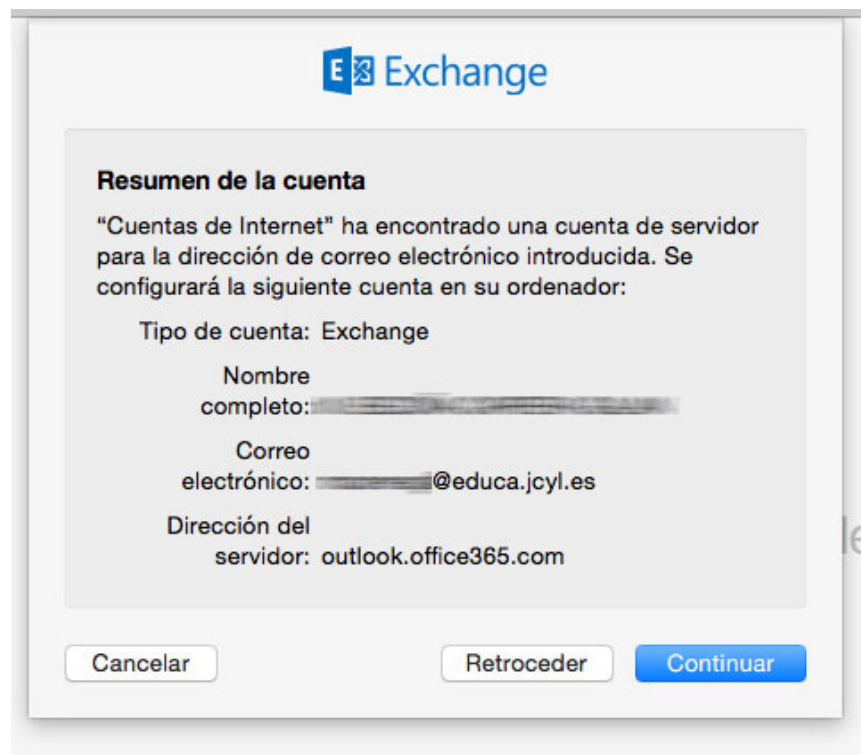 Exchange
Resumen de la cuenta
“Cuentas de Internet” ha encontrado una cuenta de servidor
para la dirección de correo electrónico introducida. Se
configurará la siguiente cuenta en su ordenador:
Tipo de cuenta: Exchange
Nombre
completo:
Correo
electrónico: @educa.jcyl.es
Dirección del
servidor: outlook.office365.com
Cancelar
Retroceder
Continuar